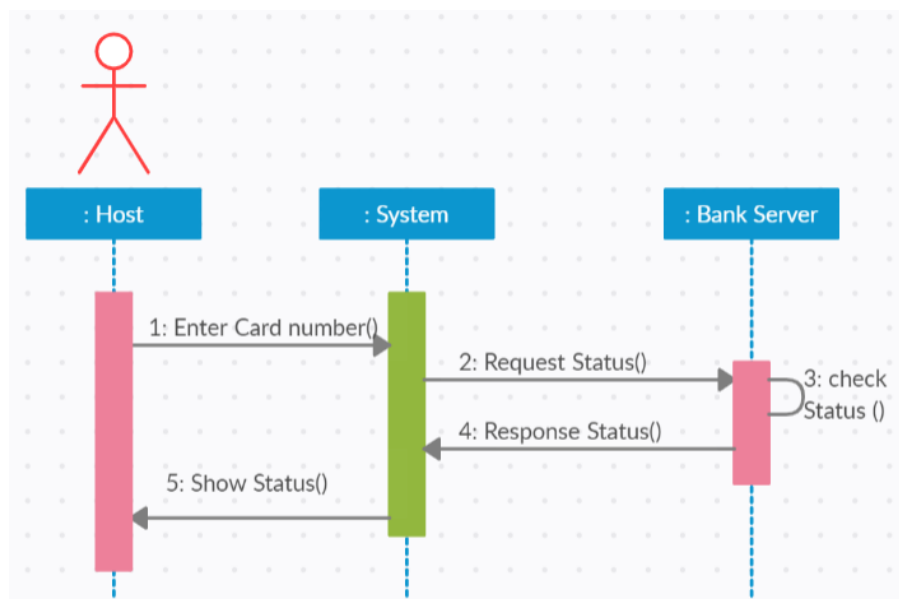 : Host
: System
: Bank Server
1: Enter Card number()
2: Request Status()
3: check
Status ()
4: Response Status()
5: Show Status()